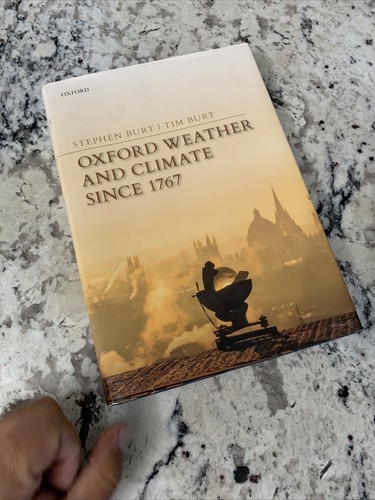 OXFORD
STEPHEN BURT | TIM BURT
OXFORD WEATHER
AND CLIMATE
SINCE 1767